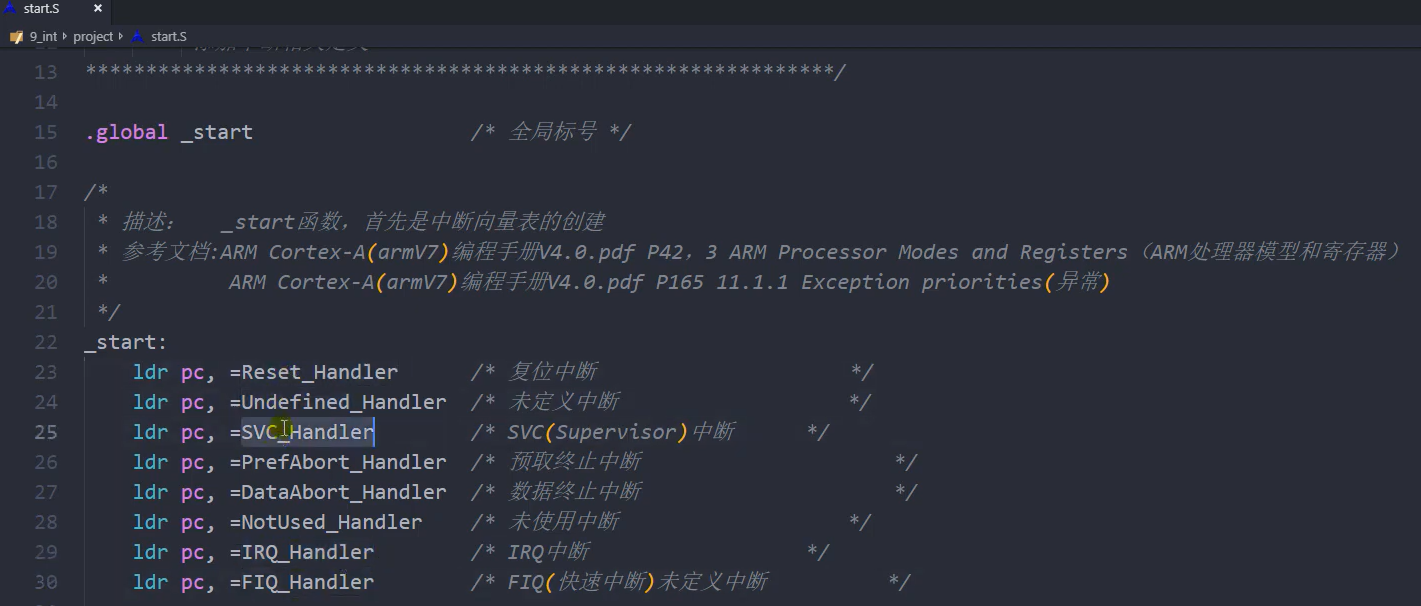 start.S ×
9_int project start.S
13 **************************************************************/
14
15 .global _start /* 全局标号 */
16
17 /*
18 * 描述： _start函数，首先是中断向量表的创建
19 * 参考文档:ARM Cortex-A(armV7)编程手册V4.0.pdf P42，3 ARM Processor Modes and Registers（ARM处理器模型和寄存器）
20 * ARM Cortex-A(armV7)编程手册V4.0.pdf P165 11.1.1 Exception priorities(异常)
21 */
22 _start:
23 ldr pc, =Reset_Handler /* 复位中断 */
24 ldr pc, =Undefined_Handler /* 未定义中断 */
25 ldr pc, =SVC_Handler /* SVC(Supervisor)中断 */
26 ldr pc, =PrefAbort_Handler /* 预取终止中断 */
27 ldr pc, =DataAbort_Handler /* 数据终止中断 */
28 ldr pc, =NotUsed_Handler /* 未使用中断 */
29 ldr pc, =IRQ_Handler /* IRQ中断 */
30 ldr pc, =FIQ_Handler /* FIQ(快速中断)未定义中断 */